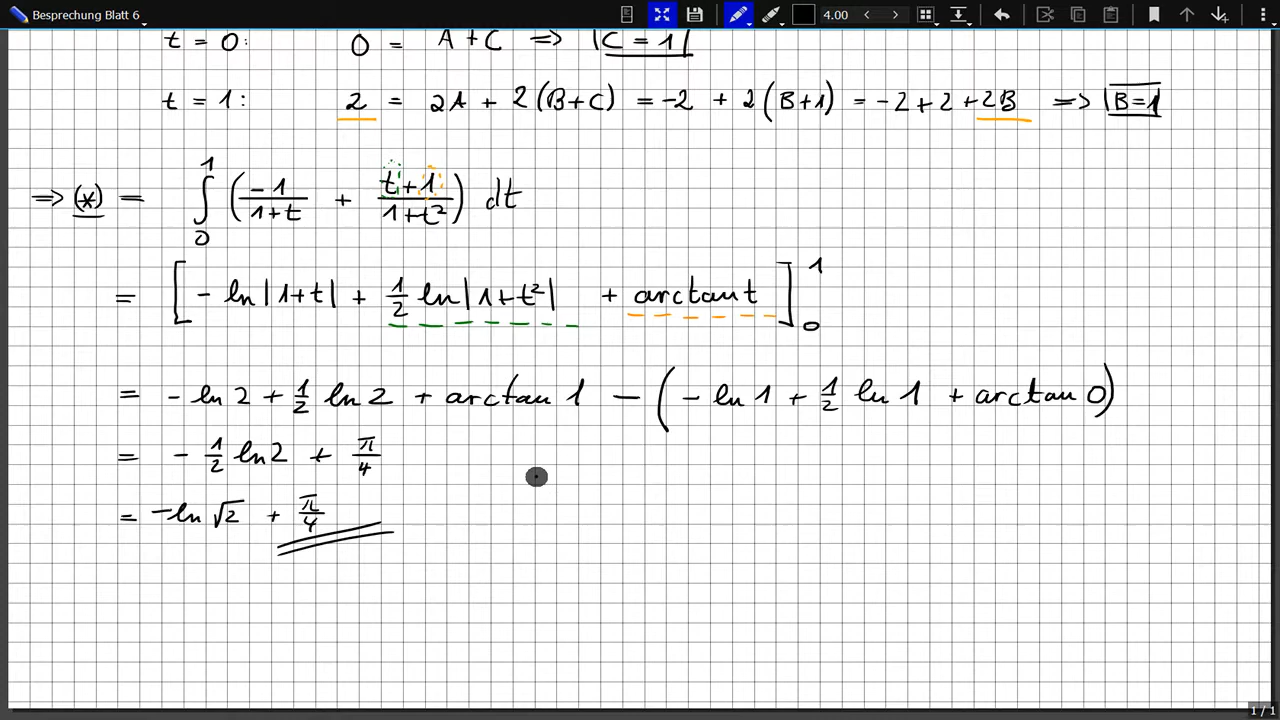 Besprechung Blatt 6
4.00
t = 0: 0 = A + C ⇒ |C = 1|
t = 1: 2 = 2A + 2(B+C) = -2 + 2(B+1) = -2 + 2 + 2B ⇒ |B=1|
⇒ (*) = ∫₀¹ (-1/(1+t) + (t+1)/(1+t²)) dt
= [- ln|1+t| + 1/2 ln|1+t²| + arctan t]₀¹
= - ln 2 + 1/2 ln 2 + arctan 1 - (- ln 1 + 1/2 ln 1 + arctan 0)
= - 1/2 ln 2 + π/4
= -ln √2 + π/4
1 / 1